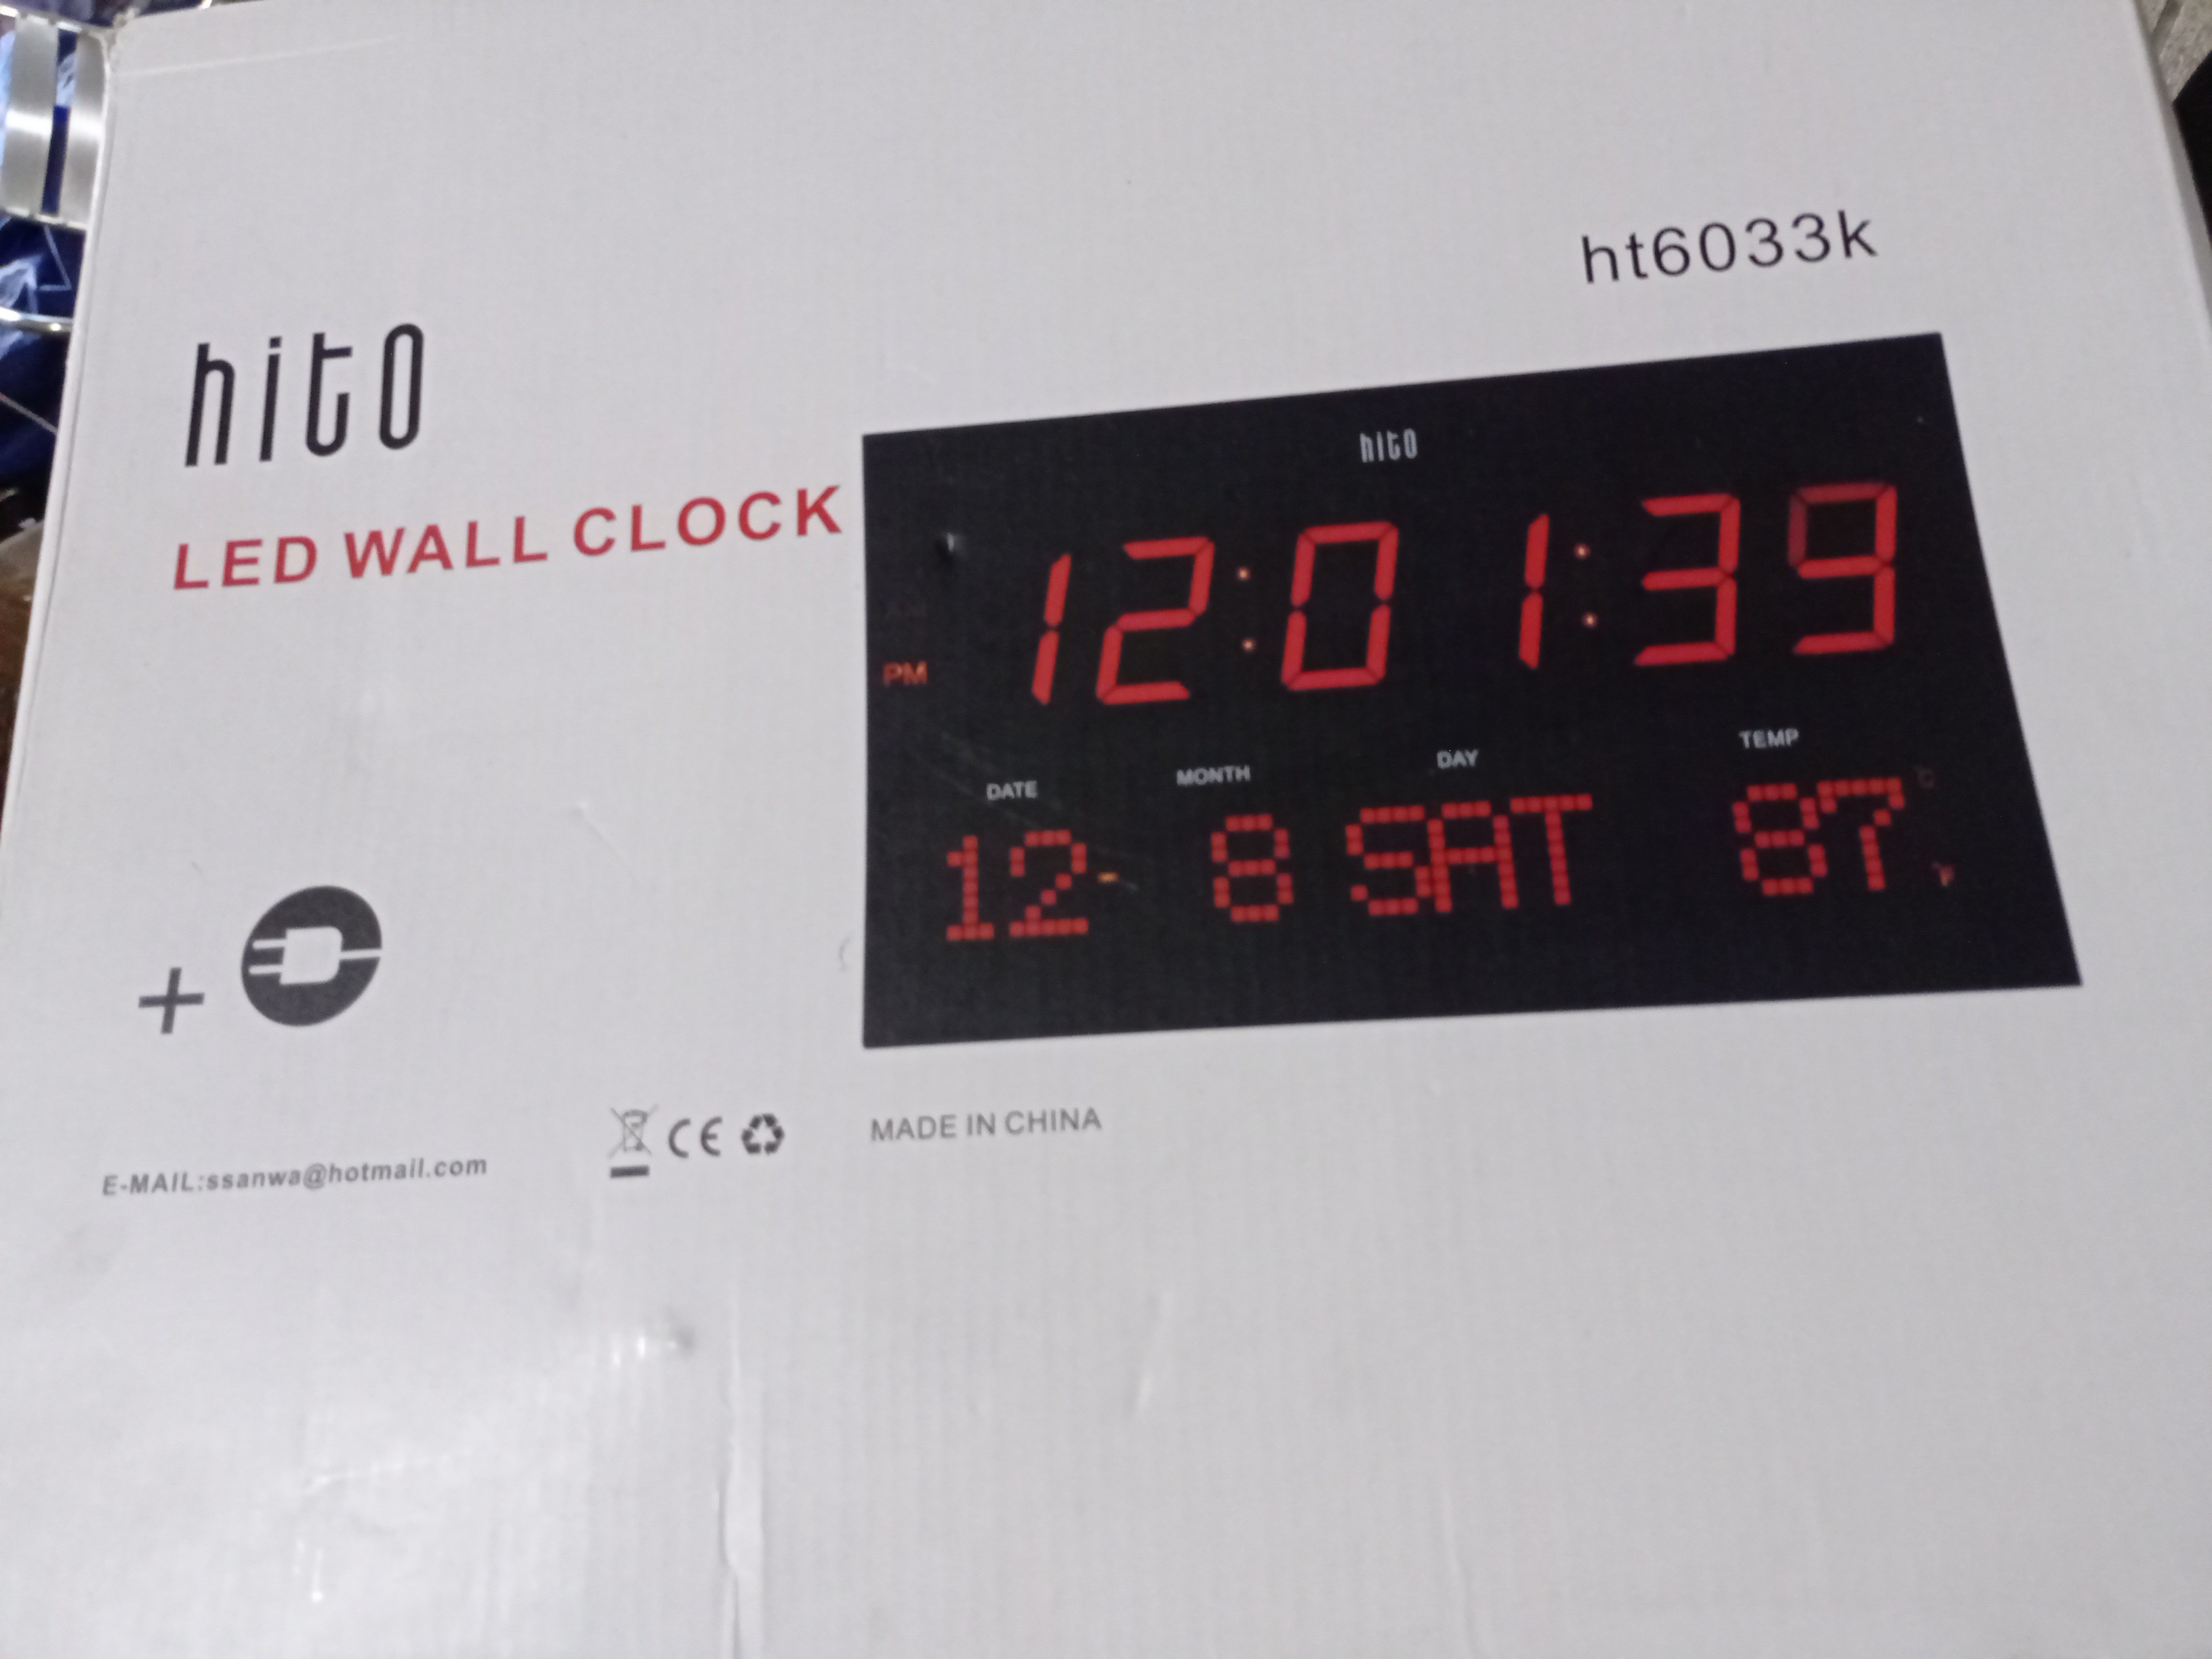 ht6033k
hito
LED WALL CLOCK
hito
12:01:39
PM
DATE MONTH DAY TEMP
12- 8 SAT 87 °C
°F
E-MAIL:ssanwa@hotmail.com
CE
MADE IN CHINA